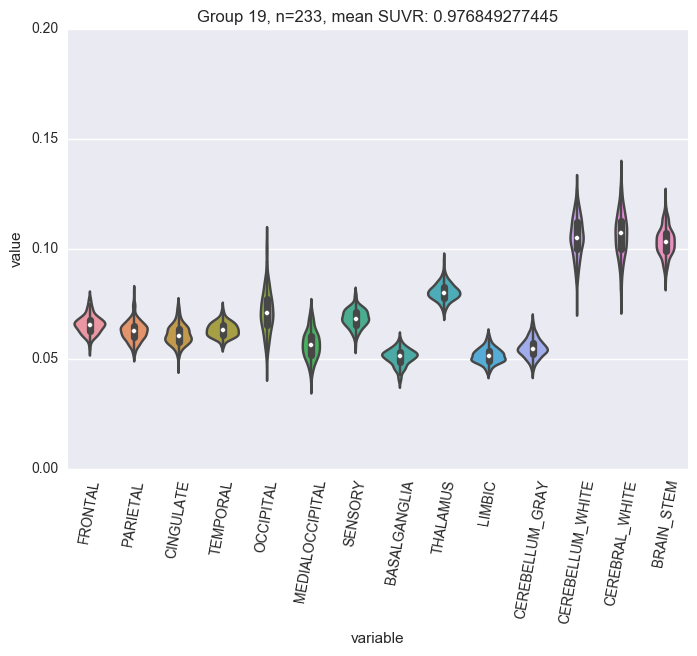 Group 19, n=233, mean SUVR: 0.976849277445
0.20
0.15
0.10
0.05
0.00
value
FRONTAL
PARIETAL
CINGULATE
TEMPORAL
OCCIPITAL
MEDIALOCCIPITAL
SENSORY
BASALGANGLIA
THALAMUS
LIMBIC
CEREBELLUM_GRAY
CEREBELLUM_WHITE
CEREBRAL_WHITE
BRAIN_STEM
variable